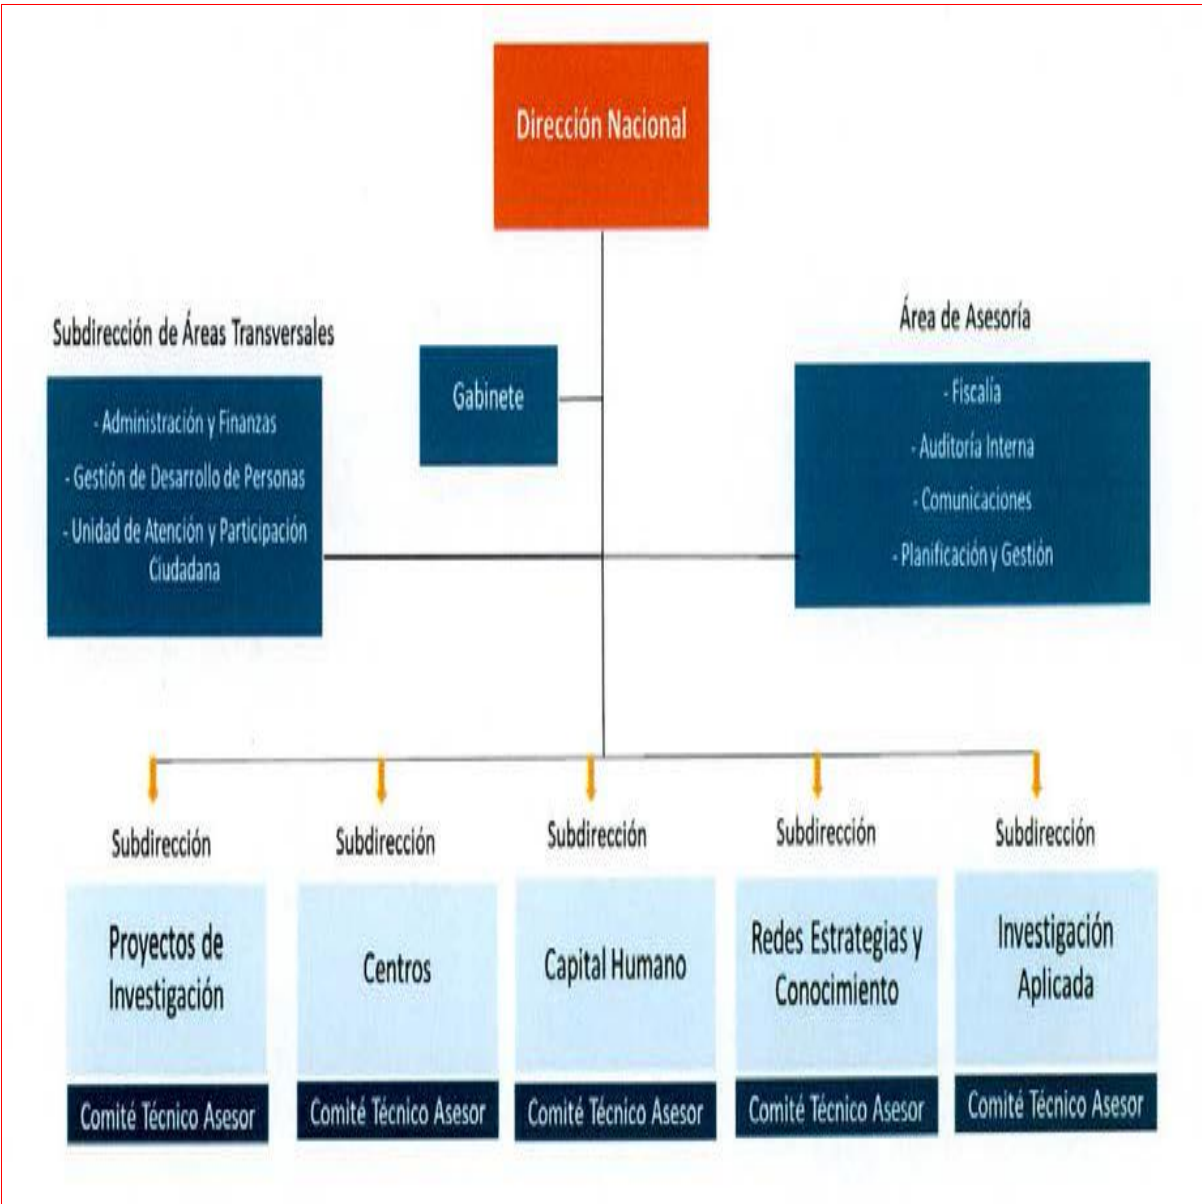 Dirección Nacional
Subdirección de Áreas Transversales
- Administración y Finanzas
- Gestión de Desarrollo de Personas
- Unidad de Atención y Participación
Ciudadana
Gabinete
Área de Asesoría
- Fiscalía
- Auditoría Interna
- Comunicaciones
- Planificación y Gestión
Subdirección
Proyectos de
Investigación
Comité Técnico Asesor
Subdirección
Centros
Comité Técnico Asesor
Subdirección
Capital Humano
Comité Técnico Asesor
Subdirección
Redes Estrategias y
Conocimiento
Comité Técnico Asesor
Subdirección
Investigación
Aplicada
Comité Técnico Asesor